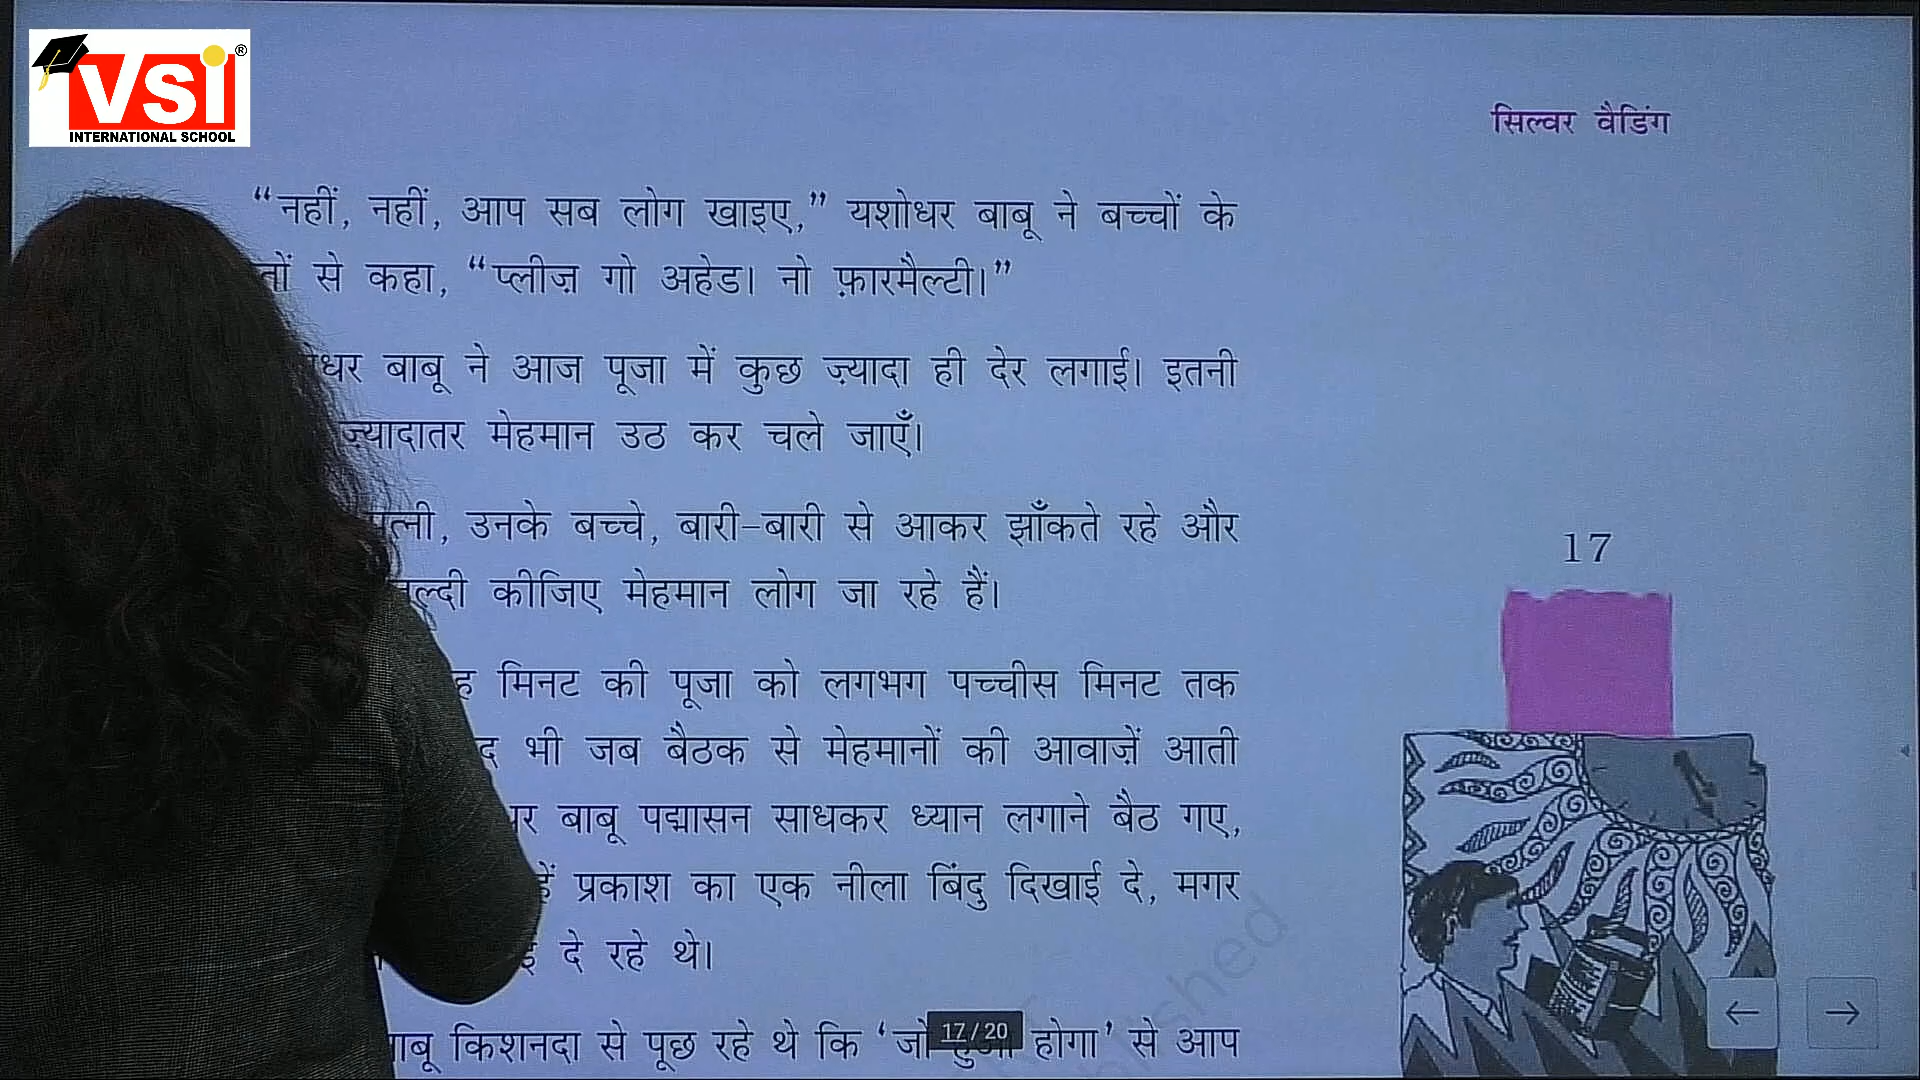 VSI ®
INTERNATIONAL SCHOOL
सिल्वर वैडिंग
“नहीं, नहीं, आप सब लोग खाइए,” यशोधर बाबू ने बच्चों के
से कहा, “प्लीज़ गो अहेड। नो फ़ारमैल्टी।”
बाबू ने आज पूजा में कुछ ज़्यादा ही देर लगाई। इतनी
ज़्यादातर मेहमान उठ कर चले जाएँ।
उनके बच्चे, बारी-बारी से आकर झाँकते रहे और
कीजिए मेहमान लोग जा रहे हैं।
मिनट की पूजा को लगभग पच्चीस मिनट तक
भी जब बैठक से मेहमानों की आवाज़ें आती
बाबू पद्मासन साधकर ध्यान लगाने बैठ गए,
प्रकाश का एक नीला बिंदु दिखाई दे, मगर
दे रहे थे।
किशनदा से पूछ रहे थे कि ‘जो होगा’ से आप
17
17 / 20